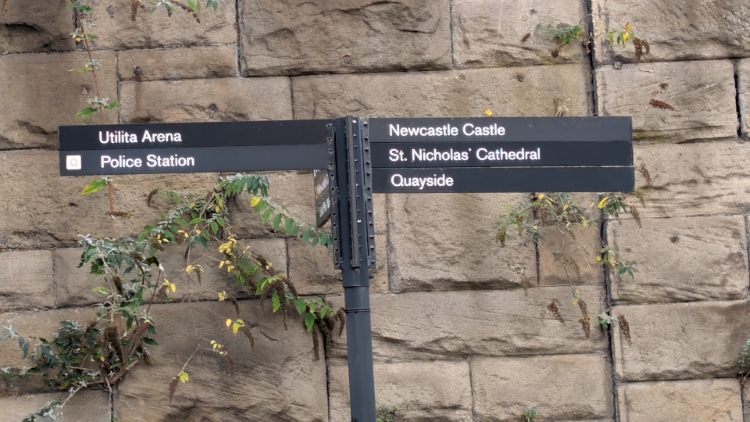 Utilita Arena
Police Station
Newcastle Castle
St. Nicholas' Cathedral
Quayside